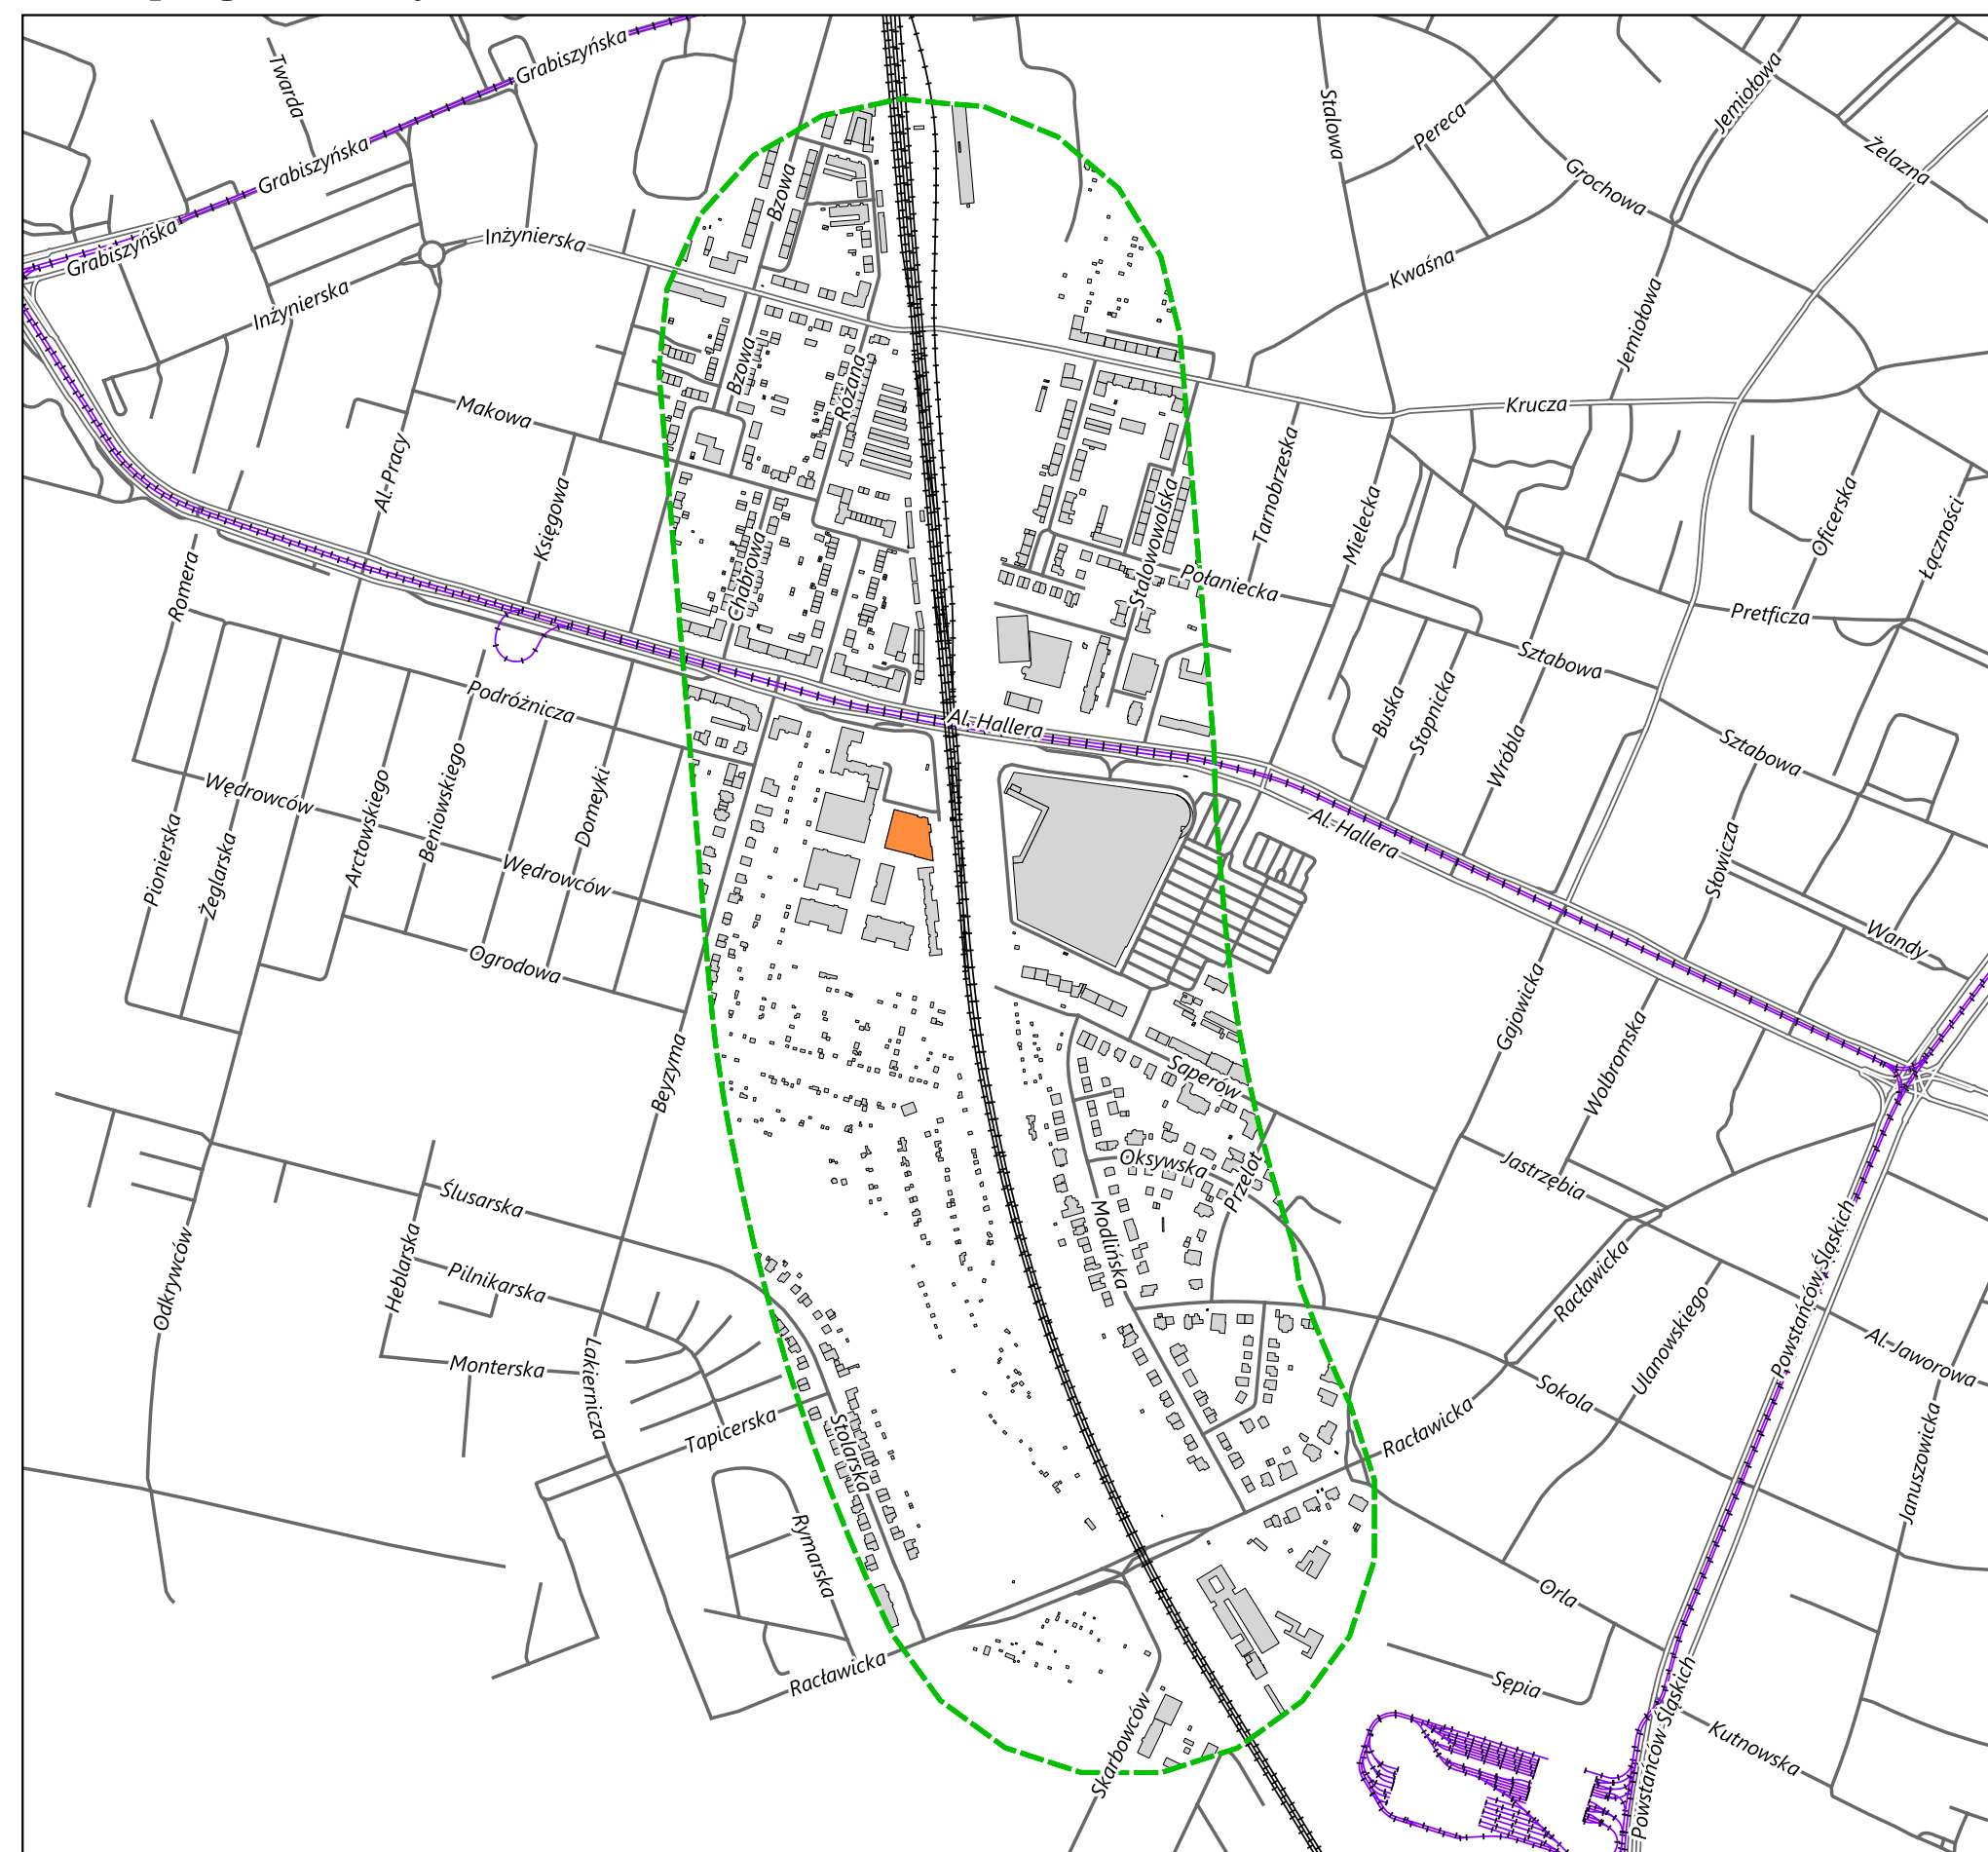 Grabiszyńska
Twarda
Grabiszyńska
Grabiszyńska
Inżynierska
Inżynierska
Bzowa
Bzowa
Różana
Makowa
Al. Pracy
Księgowa
Chabrowa
Romera
Stalowa
Pereca
Jemiołowa
Żelazna
Grochowa
Kwaśna
Jemiołowa
Krucza
Tarnobrzeska
Mielecka
Oficerska
Łączności
Stalowowolska
Połaniecka
Pretficza
Sztabowa
Buska
Stopnicka
Wróbla
Sztabowa
Podróżnicza
Al. Hallera
Al. Hallera
Wędrowców
Wędrowców
Pionierska
Żeglarska
Arctowskiego
Beniowskiego
Domeyki
Ogrodowa
Słowicza
Wandy
Gajowicka
Wolbromska
Beyzyma
Saperów
Oksywska
Przelot
Modlińska
Jastrzębia
Ślusarska
Odkrywców
Heblarska
Pilnikarska
Monterska
Lakiernicza
Tapicerska
Stolarska
Rymarska
Racławicka
Racławicka
Racławicka
Ulanowskiego
Powstańców Śląskich
Al. Jaworowa
Sokola
Januszowicka
Orla
Sępia
Skarbowców
Powstańców Śląskich
Kutnowska